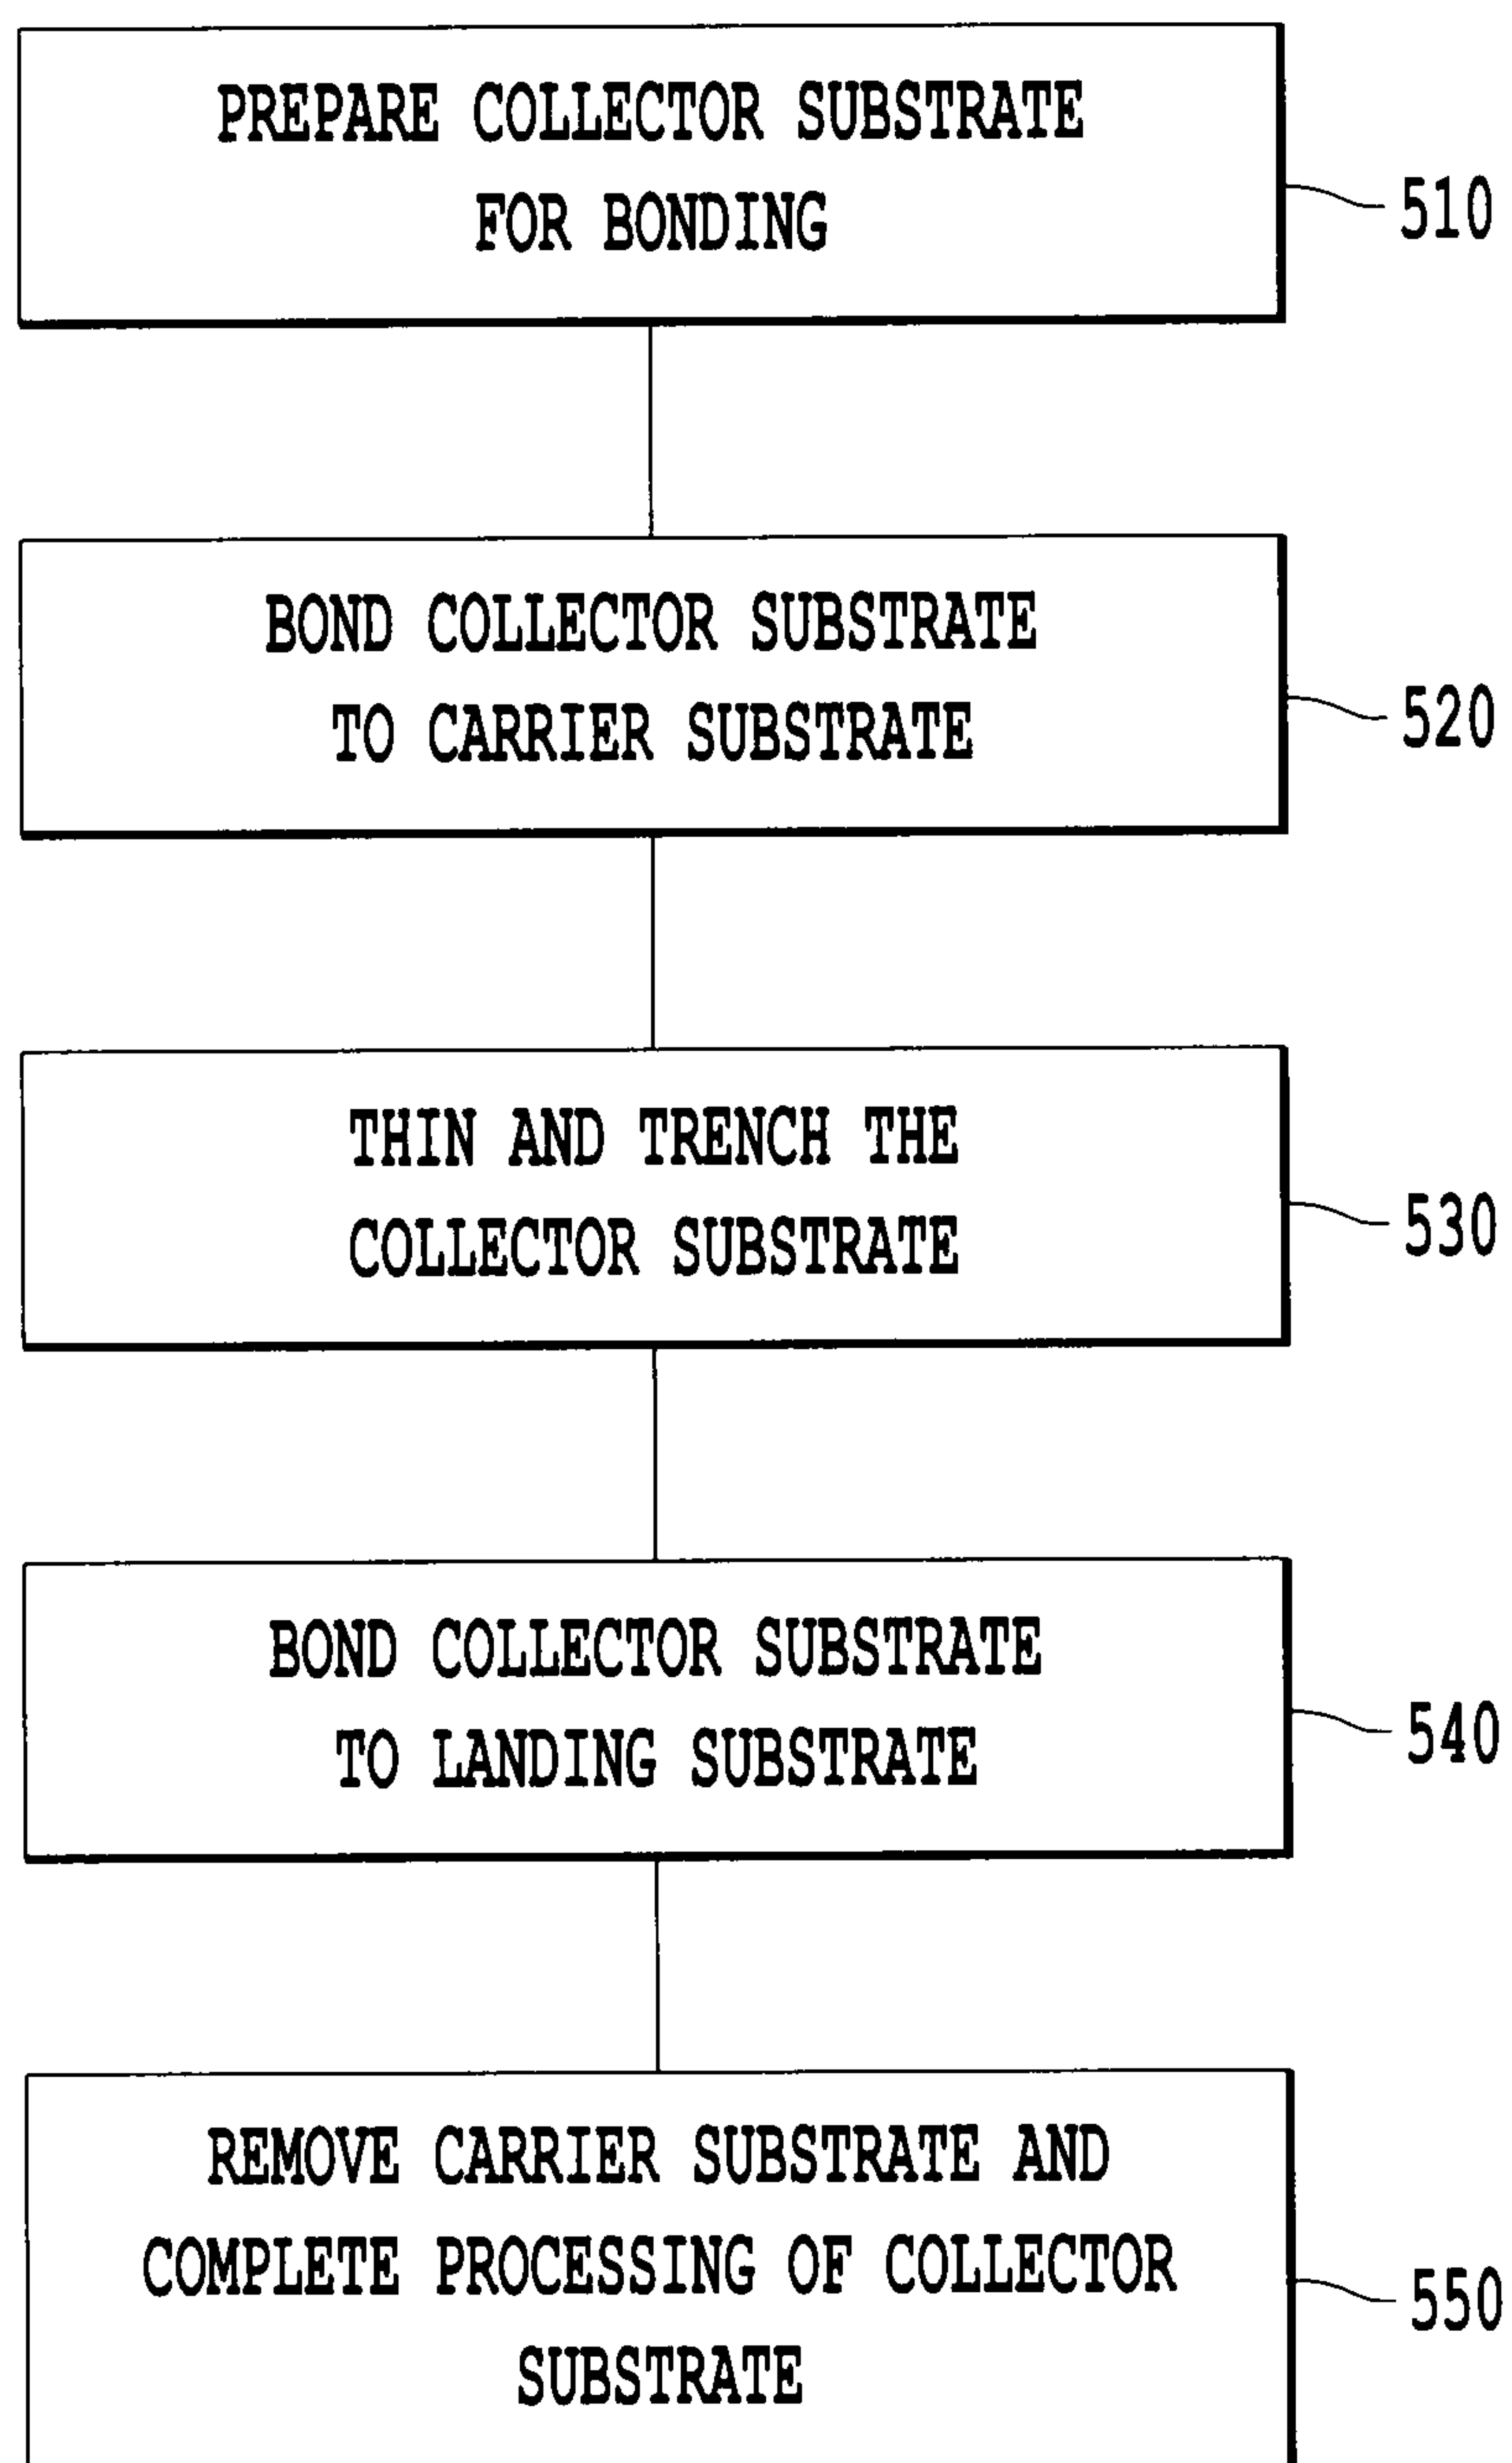 PREPARE COLLECTOR SUBSTRATE
FOR BONDING
510
BOND COLLECTOR SUBSTRATE
TO CARRIER SUBSTRATE
520
THIN AND TRENCH THE
COLLECTOR SUBSTRATE
530
BOND COLLECTOR SUBSTRATE
TO LANDING SUBSTRATE
540
REMOVE CARRIER SUBSTRATE AND
COMPLETE PROCESSING OF COLLECTOR
SUBSTRATE
550